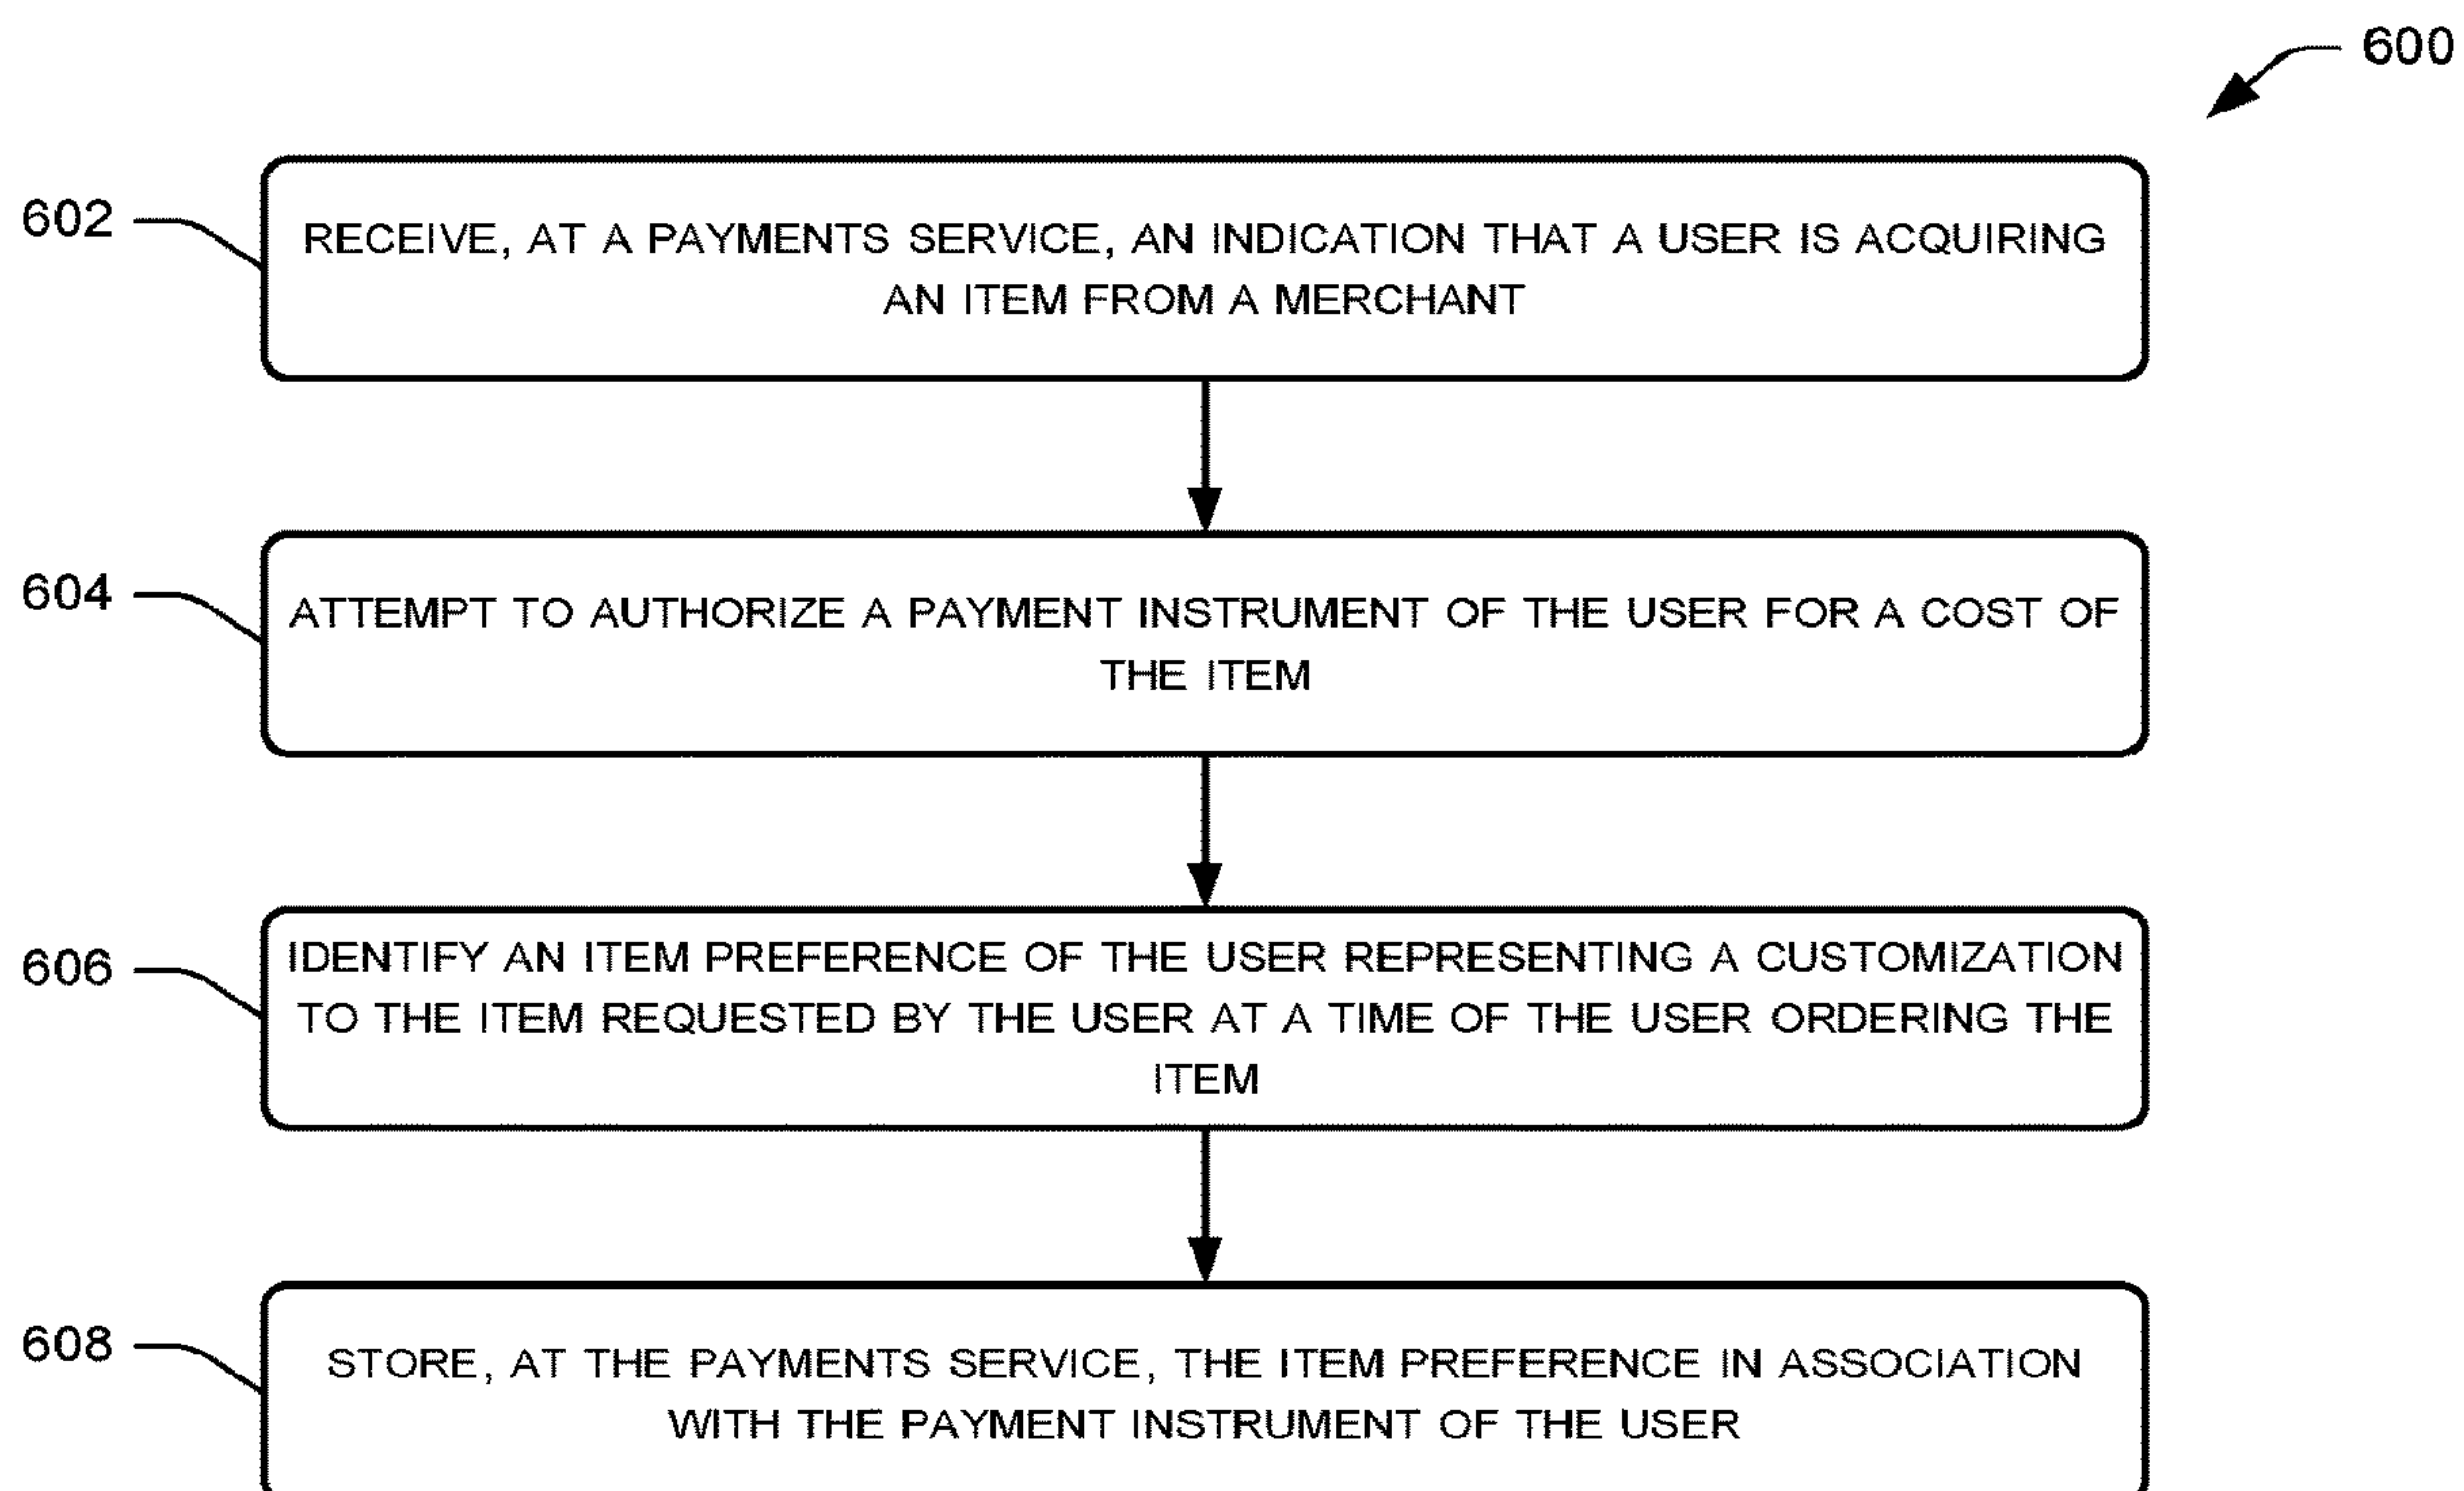 600
602
RECEIVE, AT A PAYMENTS SERVICE, AN INDICATION THAT A USER IS ACQUIRING
AN ITEM FROM A MERCHANT
604
ATTEMPT TO AUTHORIZE A PAYMENT INSTRUMENT OF THE USER FOR A COST OF
THE ITEM
606
IDENTIFY AN ITEM PREFERENCE OF THE USER REPRESENTING A CUSTOMIZATION
TO THE ITEM REQUESTED BY THE USER AT A TIME OF THE USER ORDERING THE
ITEM
608
STORE, AT THE PAYMENTS SERVICE, THE ITEM PREFERENCE IN ASSOCIATION
WITH THE PAYMENT INSTRUMENT OF THE USER